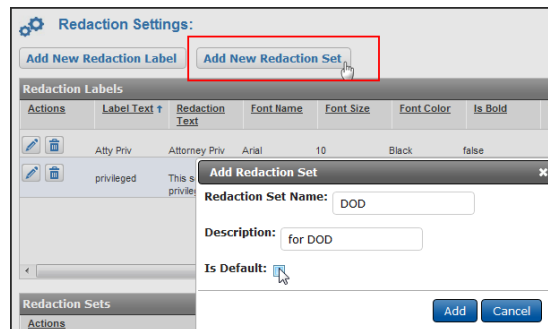 Redaction Settings:
Add New Redaction Label Add New Redaction Set
Redaction Labels
Actions Label Text ↑ Redaction Text Font Name Font Size Font Color Is Bold
Atty Priv Attorney Priv Arial 10 Black false
privileged This s
privile
Add Redaction Set x
Redaction Set Name: DOD
Description: for DOD
Is Default:
Add Cancel
Redaction Sets
Actions